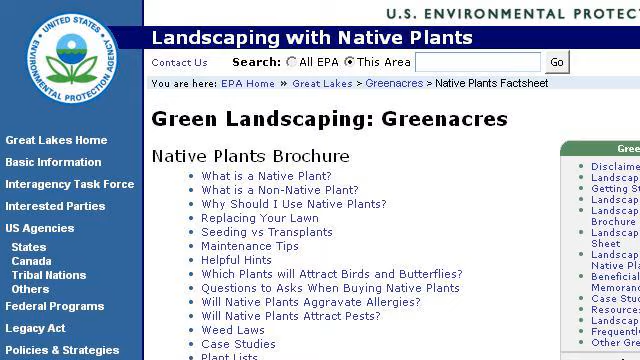 U.S. ENVIRONMENTAL PROTEC
UNITED STATES
ENVIRONMENTAL PROTECTION
AGENCY
Landscaping with Native Plants
Contact Us Search: All EPA This Area Go
You are here: EPA Home » Great Lakes > Greenacres > Native Plants Factsheet
Green Landscaping: Greenacres
Native Plants Brochure
• What is a Native Plant?
• What is a Non-Native Plant?
• Why Should I Use Native Plants?
• Replacing Your Lawn
• Seeding vs Transplants
• Maintenance Tips
• Helpful Hints
• Which Plants will Attract Birds and Butterflies?
• Questions to Ask When Buying Native Plants
• Will Native Plants Aggravate Allergies?
• Will Native Plants Attract Pests?
• Weed Laws
• Case Studies
• Plant Lists
Great Lakes Home
Basic Information
Interagency Task Force
Interested Parties
US Agencies
States
Canada
Tribal Nations
Others
Federal Programs
Legacy Act
Policies & Strategies
Gree
• Disclaime
• Landscap
• Getting St
• Landscap
• Landscap
Brochure
• Landscap
Sheet
• Landscap
Native Pla
• Beneficial
Memoranc
• Case Stud
• Resource
• Landscap
• Frequentl
• Other Gre